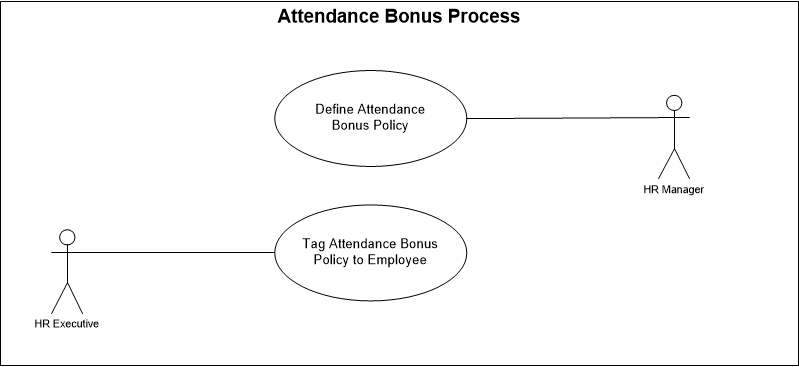 Attendance Bonus Process
Define Attendance
Bonus Policy
HR Manager
Tag Attendance Bonus
Policy to Employee
HR Executive